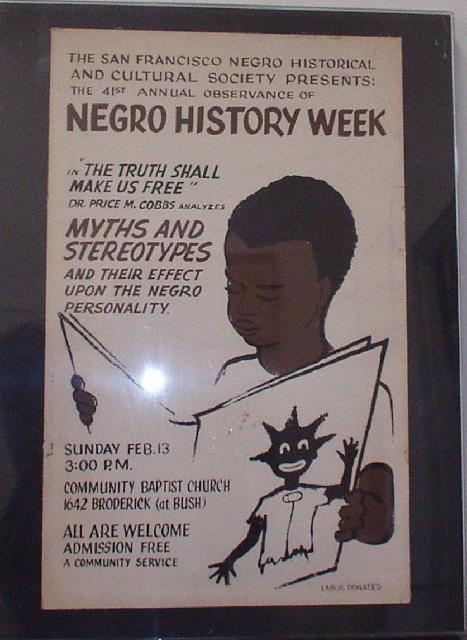 THE SAN FRANCISCO NEGRO HISTORICAL
AND CULTURAL SOCIETY PRESENTS:
THE 41ST ANNUAL OBSERVANCE OF
NEGRO HISTORY WEEK
IN "THE TRUTH SHALL
MAKE US FREE"
DR. PRICE M. COBBS ANALYZES
MYTHS AND
STEREOTYPES
AND THEIR EFFECT
UPON THE NEGRO
PERSONALITY.
SUNDAY FEB.13
3:00 P.M.
COMMUNITY BAPTIST CHURCH
1642 BRODERICK (at BUSH)
ALL ARE WELCOME
ADMISSION FREE
A COMMUNITY SERVICE
LABOR DONATED